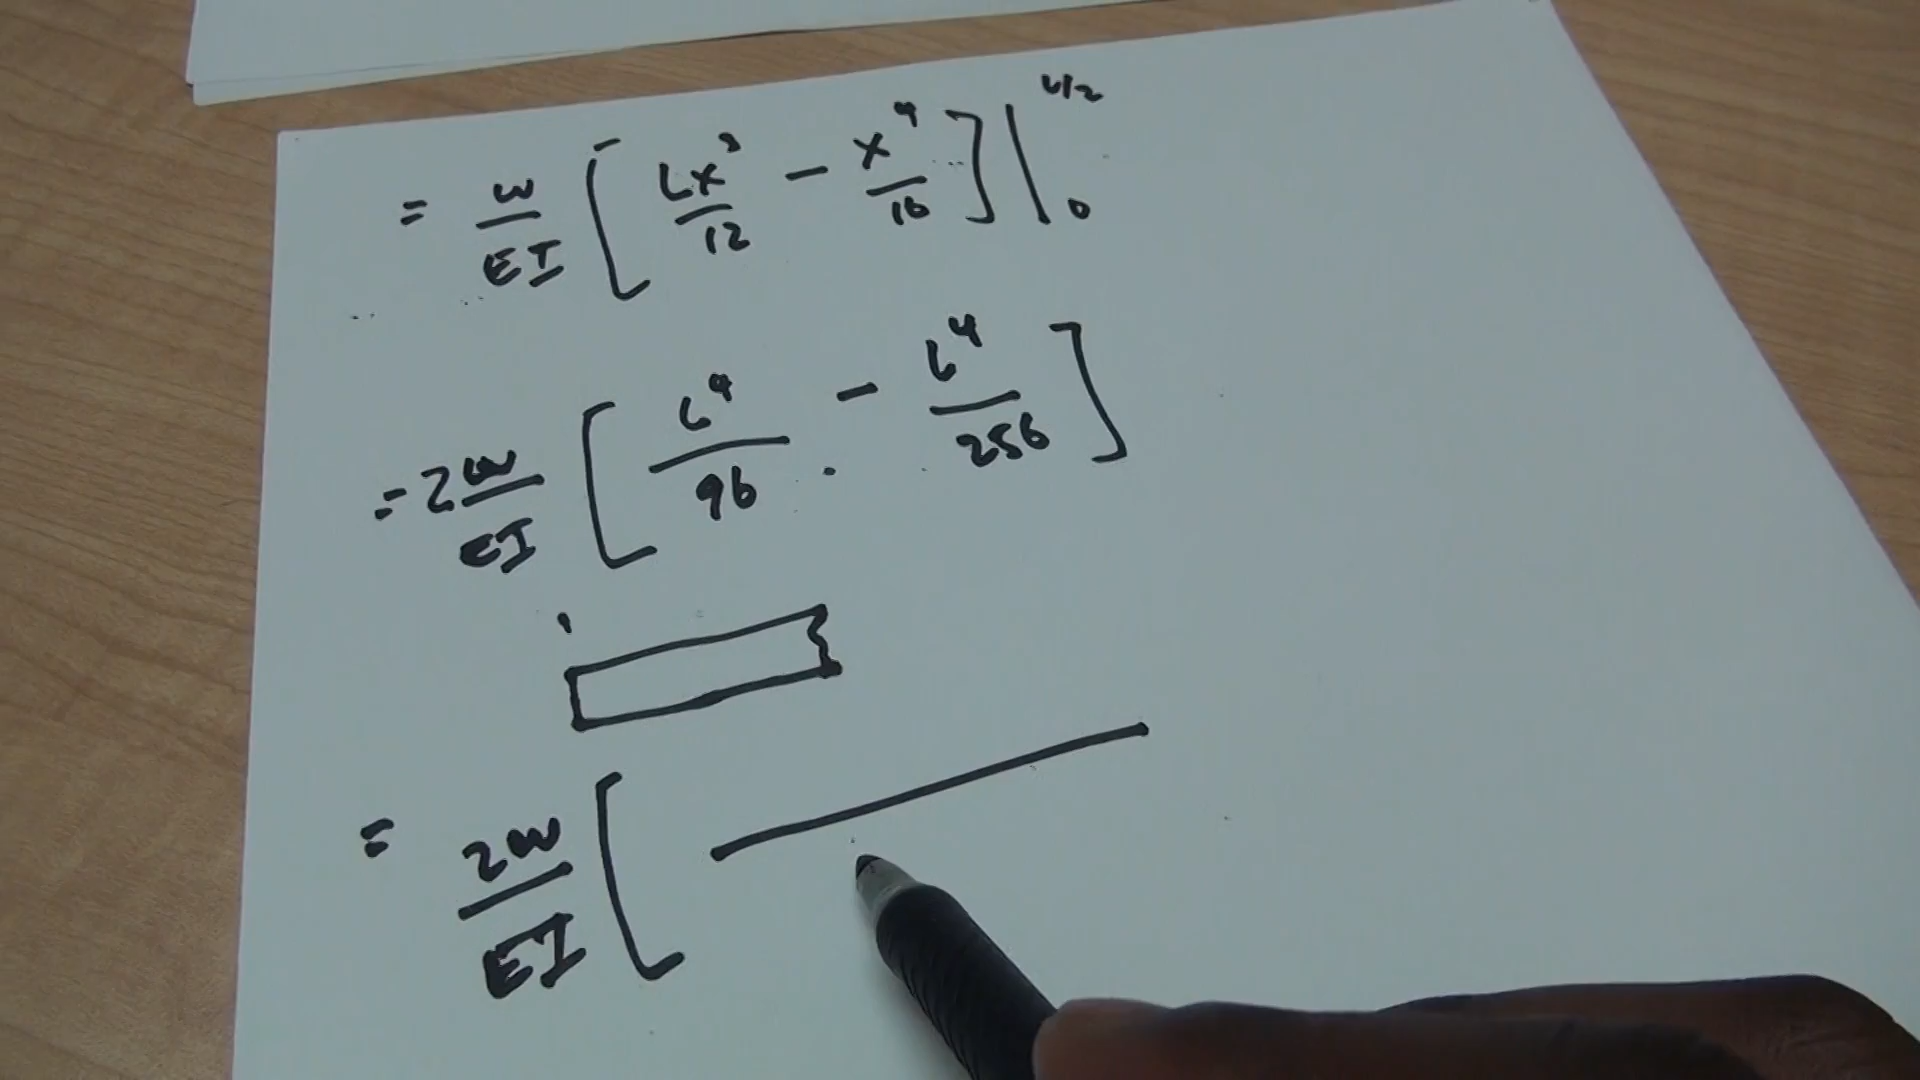 = w/EI [ Lx³/12 - x⁴/16 ] |₀^L/2
= 2w/EI [ L⁴/96 - L⁴/256 ]
= 2w/EI [